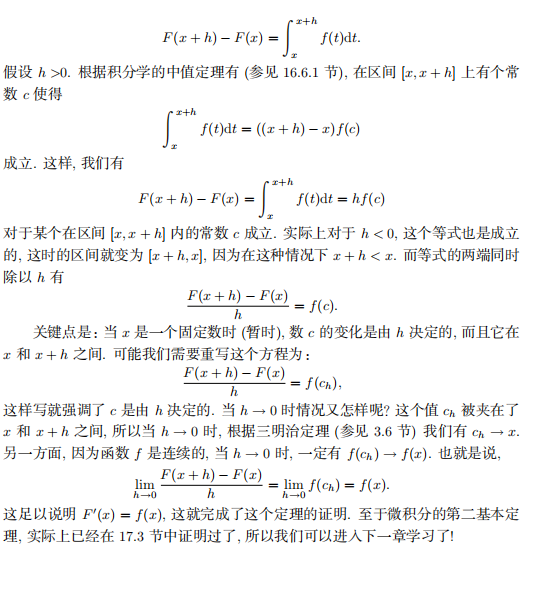 F(x + h) − F(x) = ∫_x^{x+h} f(t)dt.
假设 h >0. 根据积分学的中值定理有 (参见 16.6.1 节), 在区间 [x, x + h] 上有个常
数 c 使得
∫_x^{x+h} f(t)dt = ((x + h) − x)f(c)
成立. 这样, 我们有
F(x + h) − F(x) = ∫_x^{x+h} f(t)dt = hf(c)
对于某个在区间 [x, x + h] 内的常数 c 成立. 实际上对于 h < 0, 这个等式也是成立
的, 这时的区间就变为 [x + h, x], 因为在这种情况下 x + h < x. 而等式的两端同时
除以 h 有
\frac{F(x + h) − F(x)}{h} = f(c).
关键点是: 当 x 是一个固定数时 (暂时), 数 c 的变化是由 h 决定的, 而且它在
x 和 x + h 之间. 可能我们需要重写这个方程为:
\frac{F(x + h) − F(x)}{h} = f(c_h),
这样写就强调了 c 是由 h 决定的. 当 h → 0 时情况又怎样呢? 这个值 c_h 被夹在了
x 和 x + h 之间, 所以当 h → 0 时, 根据三明治定理 (参见 3.6 节) 我们有 c_h → x.
另一方面, 因为函数 f 是连续的, 当 h → 0 时, 一定有 f(c_h) → f(x). 也就是说,
\lim_{h→0} \frac{F(x + h) − F(x)}{h} = \lim_{h→0} f(c_h) = f(x).
这足以说明 F′(x) = f(x), 这就完成了这个定理的证明. 至于微积分的第二基本定
理, 实际上已经在 17.3 节中证明过了, 所以我们可以进入下一章学习了!